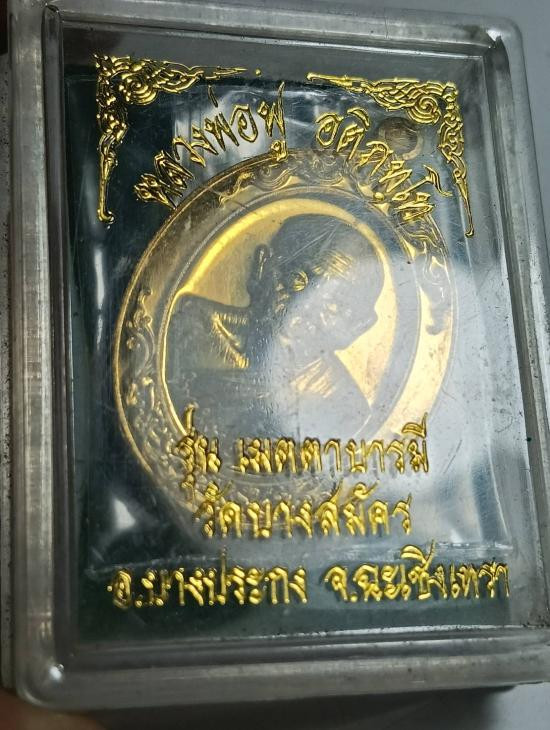 หลวงพ่อฟู อติภทฺโท
รุ่น เมตตาบารมี
วัดบางสมัคร
อ.บางปะกง จ.ฉะเชิงเทรา